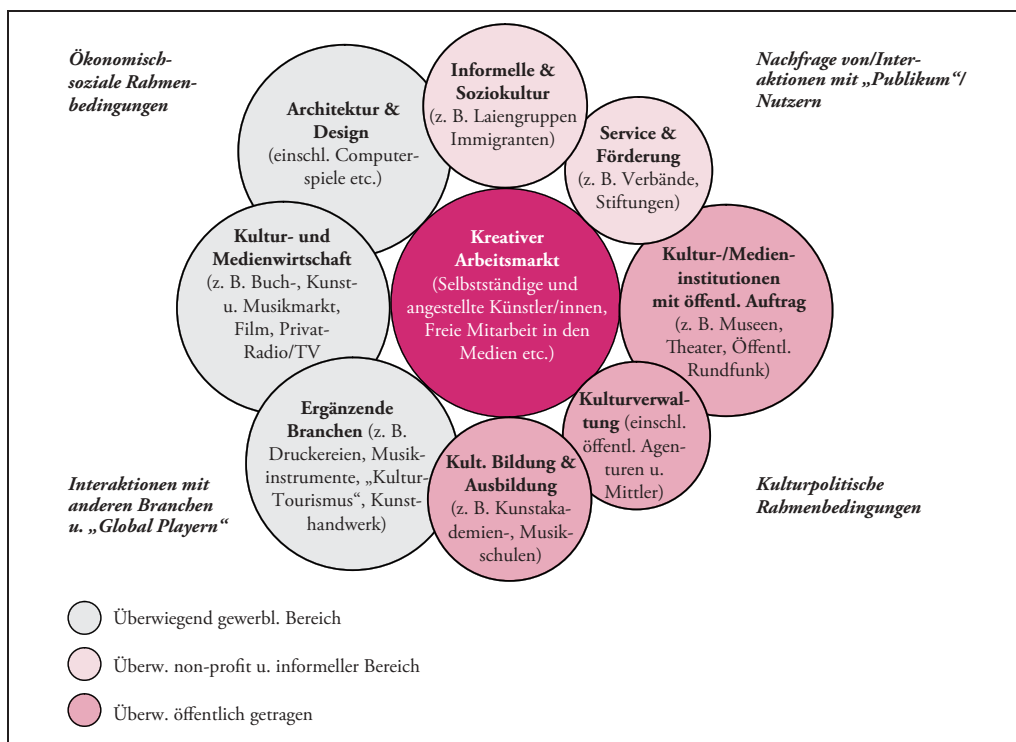 Ökonomisch-
soziale Rahmen-
bedingungen
Informelle &
Soziokultur
(z. B. Laiengruppen
Immigranten)
Nachfrage von/Inter-
aktionen mit „Publikum“/
Nutzern
Architektur &
Design
(einschl. Computer-
spiele etc.)
Service &
Förderung
(z. B. Verbände,
Stiftungen)
Kultur- und
Medienwirtschaft
(z. B. Buch-, Kunst-
u. Musikmarkt,
Film, Privat-
Radio/TV
Kreativer
Arbeitsmarkt
(Selbstständige und
angestellte Künstler/innen,
Freie Mitarbeit in den
Medien etc.)
Kultur-/Medien-
institutionen
mit öffentl. Auftrag
(z. B. Museen,
Theater, Öffentl.
Rundfunk)
Ergänzende
Branchen (z. B.
Druckereien, Musik-
instrumente, „Kultur-
Tourismus“, Kunst-
handwerk)
Kult. Bildung &
Ausbildung
(z. B. Kunstaka-
demien-, Musik-
schulen)
Kulturverwal-
tung (einschl.
öffentl. Agen-
turen u.
Mittler)
Interaktionen mit
anderen Branchen
u. „Global Playern“
Kulturpolitische
Rahmenbedingungen
Überwiegend gewerbl. Bereich
Überw. non-profit u. informeller Bereich
Überw. öffentlich getragen